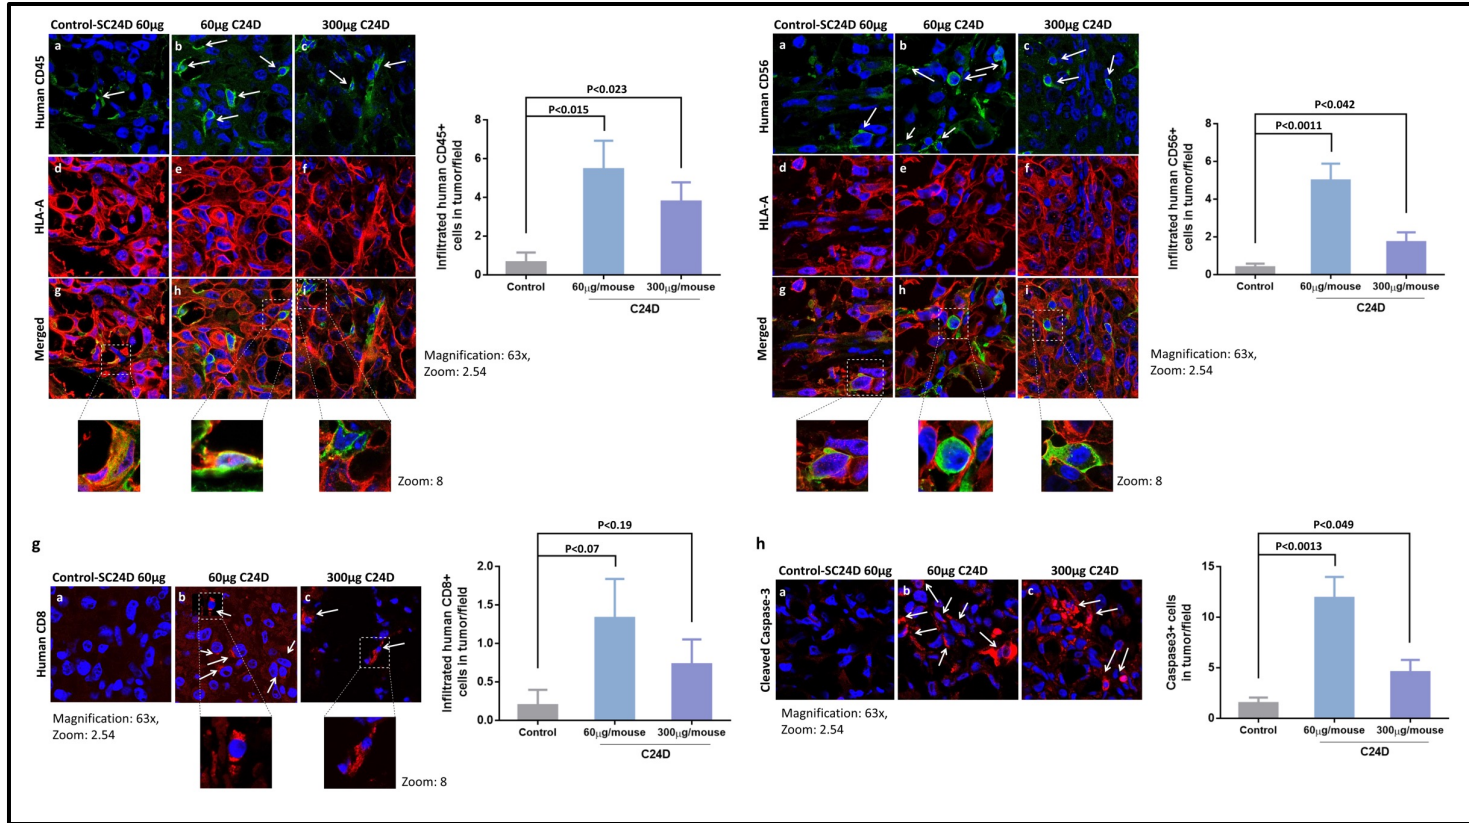 Control-SC24D 60µg
60µg C24D
300µg C24D
Human CD45
a
b
c
HLA-A
d
e
f
Merged
g
h
i
Zoom: 8
P<0.023
P<0.015
Infiltrated human CD45+
cells in tumor/field
8
6
4
2
0
Control
60µg/mouse
300µg/mouse
C24D
Magnification: 63x,
Zoom: 2.54
Control-SC24D 60µg
60µg C24D
300µg C24D
Human CD56
a
b
c
HLA-A
d
e
f
Merged
g
h
i
Zoom: 8
P<0.042
P<0.0011
Infiltrated human CD56+
cells in tumor/field
8
6
4
2
0
Control
60µg/mouse
300µg/mouse
C24D
Magnification: 63x,
Zoom: 2.54
g
Control-SC24D 60µg
60µg C24D
300µg C24D
Human CD8
a
b
c
Magnification: 63x,
Zoom: 2.54
Zoom: 8
P<0.19
P<0.07
Infiltrated human CD8+
cells in tumor/field
2.0
1.5
1.0
0.5
0.0
Control
60µg/mouse
300µg/mouse
C24D
h
Control-SC24D 60µg
60µg C24D
300µg C24D
Cleaved Caspase-3
a
b
c
Magnification: 63x,
Zoom: 2.54
P<0.049
P<0.0013
Caspase3+ cells
in tumor/field
15
10
5
0
Control
60µg/mouse
300µg/mouse
C24D